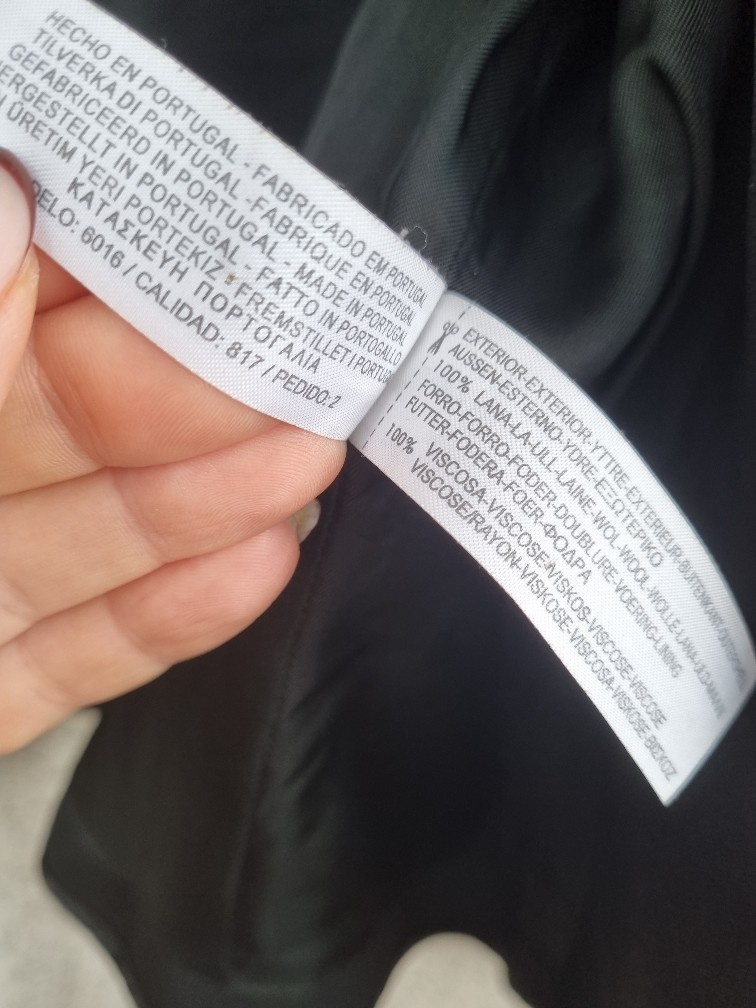 HECHO EN PORTUGAL - FABRICADO EM PORTUGAL
TILVERKA DI PORTUGAL -FABRIQUE EN PORTUGAL
GEFABRICEERD IN PORTUGAL - MADE IN PORTUGAL
ERGESTELLT IN PORTUGAL - FATTO IN PORTOGALLO
ÜRETIM YERI PORTEKIZ - FREMSTILLET I PORTUG
ΚΑΤΑΣΚΕΥΗ ΠΟΡΤΟΓΑΛΙΑ
DELO: 6016 / CALIDAD: 817 / PEDIDO: 2
EXTERIOR-EXTERIOR-YTTRE-EXTERIEUR-BUITENKANT
AUSSEN-ESTERNO-YDRE-ΕΞΩΤΕΡΙΚΟ
100% LANA-LA-ULL-LAINE-WOL-WOOL-WOLLE-LANA
FORRO-FORRO-FODER-DOUBLURE-VOERING-LINING
FUTTER-FODERA-FOER-ΦΟΔΡΑ
100% VISCOSA-VISCOSE-VISKOS-VISCOSE-VISCOSE
VISCOSE/RAYON-VISKOSE-VISCOSA-VISKOSE-ΒΙΣΚΟΖ